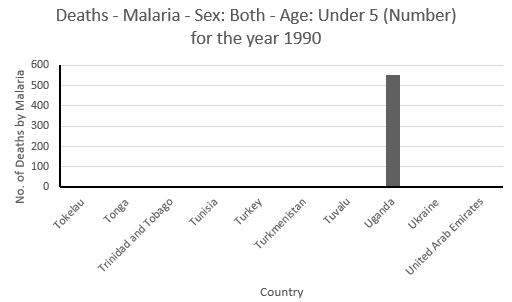 Deaths - Malaria - Sex: Both - Age: Under 5 (Number)
for the year 1990
No. of Deaths by Malaria
600
500
400
300
200
100
0
Tokelau
Tonga
Trinidad and Tobago
Tunisia
Turkey
Turkmenistan
Tuvalu
Uganda
Ukraine
United Arab Emirates
Country